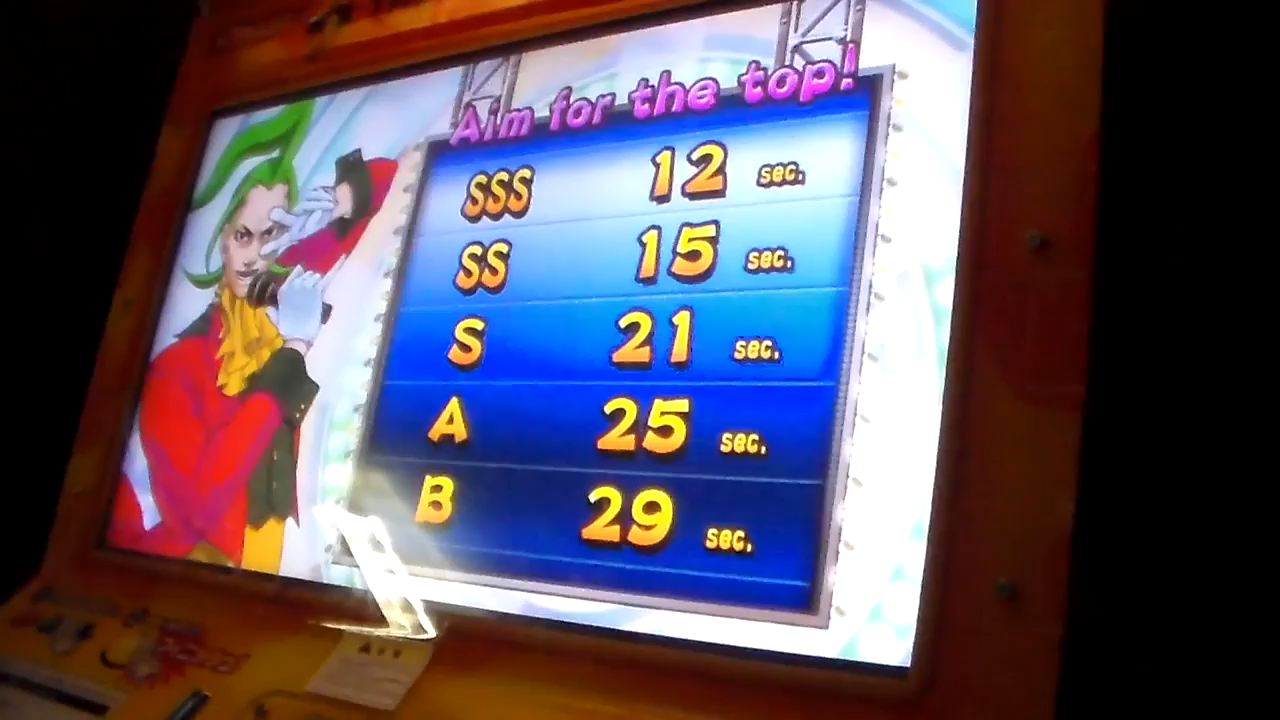 Aim for the top!
SSS 12 sec.
SS 15 sec.
S 21 sec.
A 25 sec.
B 29 sec.